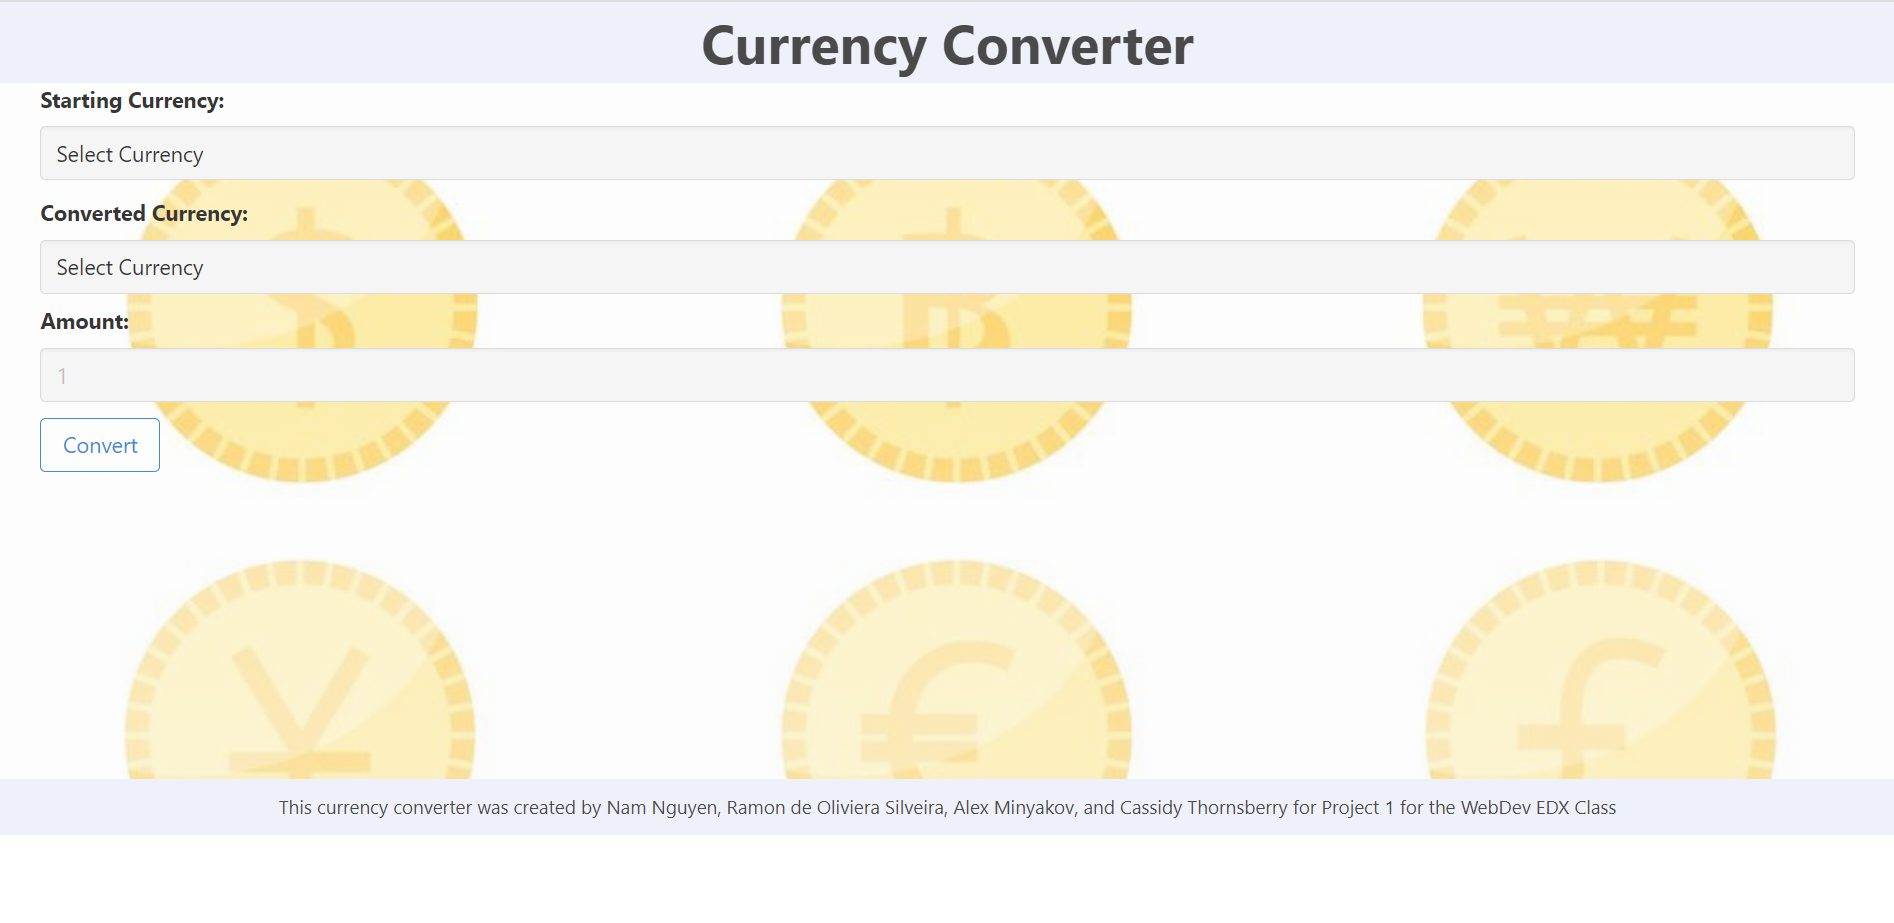 Currency Converter
Starting Currency:
Select Currency
Converted Currency:
Select Currency
Amount:
1
Convert
This currency converter was created by Nam Nguyen, Ramon de Oliviera Silveira, Alex Minyakov, and Cassidy Thornsberry for Project 1 for the WebDev EDX Class